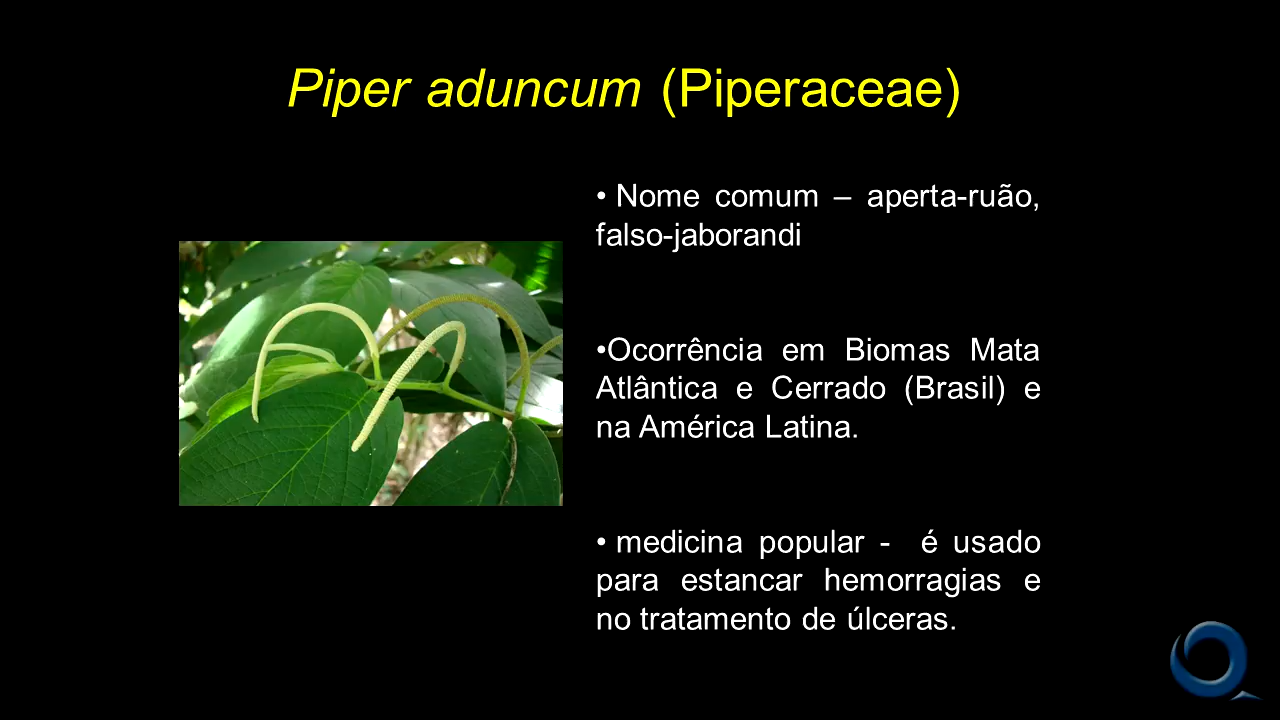 Piper aduncum (Piperaceae)
• Nome comum – aperta-ruão,
falso-jaborandi
•Ocorrência em Biomas Mata
Atlântica e Cerrado (Brasil) e
na América Latina.
• medicina popular - é usado
para estancar hemorragias e
no tratamento de úlceras.